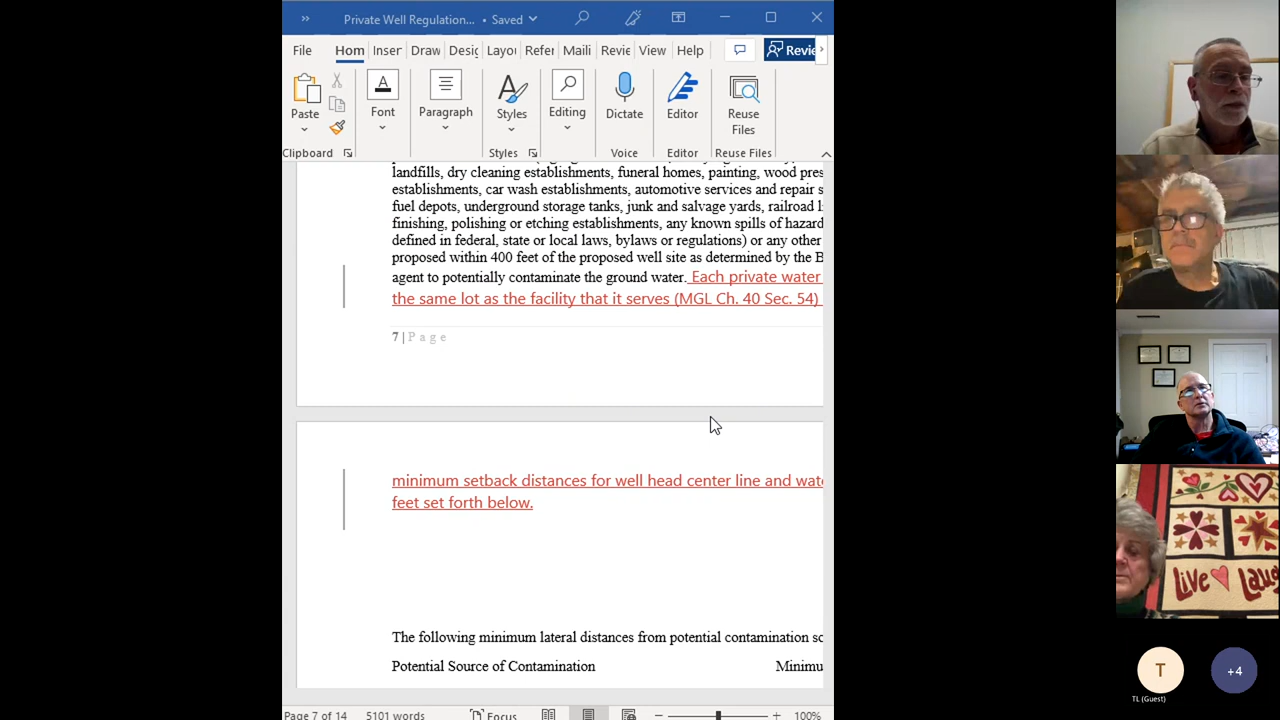 Private Well Regulation... • Saved
File Hom Inser Draw Desig Layou Refer Maili Revie View Help Revie
Paste Font Paragraph Styles Editing Dictate Editor Reuse Files
Clipboard Styles Voice Editor Reuse Files
landfills, dry cleaning establishments, funeral homes, painting, wood pres
establishments, car wash establishments, automotive services and repair s
fuel depots, underground storage tanks, junk and salvage yards, railroad li
finishing, polishing or etching establishments, any known spills of hazard
defined in federal, state or local laws, bylaws or regulations) or any other
proposed within 400 feet of the proposed well site as determined by the B
agent to potentially contaminate the ground water. Each private water
the same lot as the facility that it serves (MGL Ch. 40 Sec. 54)
7 | Page
minimum setback distances for well head center line and wate
feet set forth below.
The following minimum lateral distances from potential contamination so
Potential Source of Contamination Minimu
Page 7 of 14 5101 words Focus 100%
Live Laug
T
+4
TL (Guest)